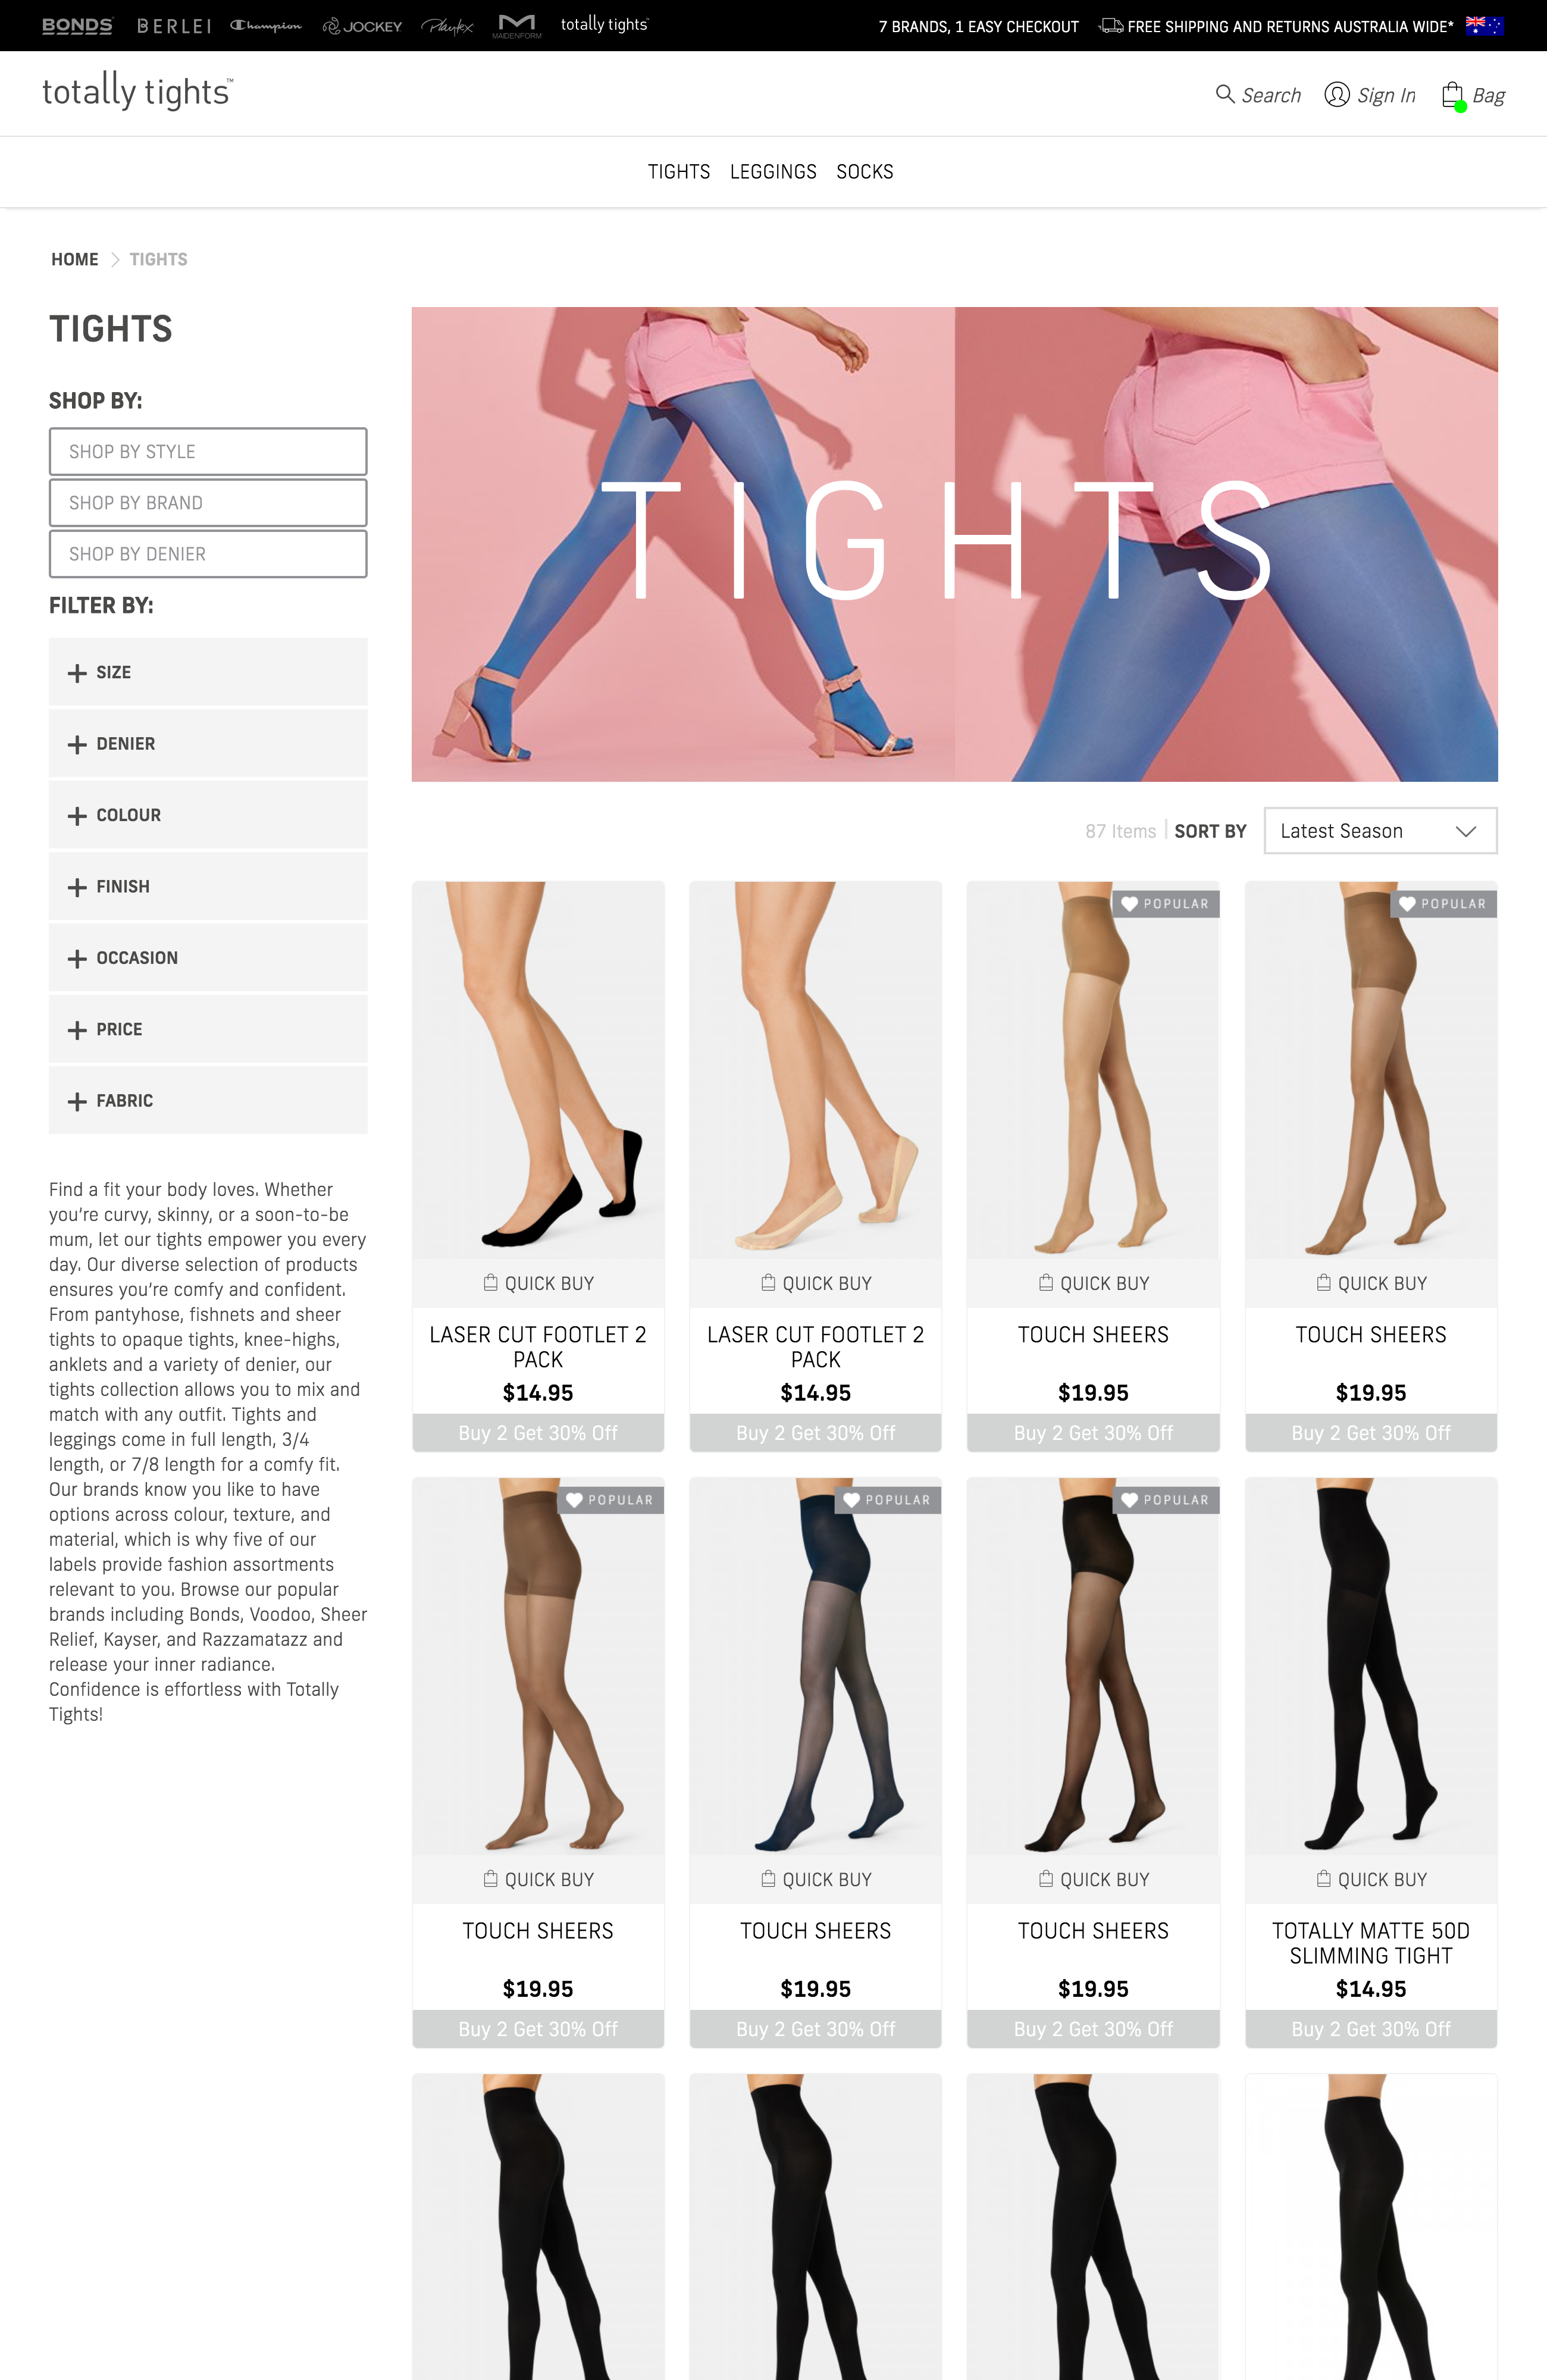 BONDS BERLEI Champion JOCKEY Playtex MAIDENFORM totally tights™ 7 BRANDS, 1 EASY CHECKOUT FREE SHIPPING AND RETURNS AUSTRALIA WIDE*
totally tights™ Search Sign In Bag
TIGHTS LEGGINGS SOCKS
HOME TIGHTS
TIGHTS
SHOP BY:
SHOP BY STYLE
SHOP BY BRAND
SHOP BY DENIER
FILTER BY:
SIZE
DENIER
COLOUR
FINISH
OCCASION
PRICE
FABRIC
Find a fit your body loves. Whether
you're curvy, skinny, or a soon-to-be
mum, let our tights empower you every
day. Our diverse selection of products
ensures you're comfy and confident.
From pantyhose, fishnets and sheer
tights to opaque tights, knee-highs,
anklets and a variety of denier, our
tights collection allows you to mix and
match with any outfit. Tights and
leggings come in full length, 3/4
length, or 7/8 length for a comfy fit.
Our brands know you like to have
options across colour, texture, and
material, which is why five of our
labels provide fashion assortments
relevant to you. Browse our popular
brands including Bonds, Voodoo, Sheer
Relief, Kayser, and Razzamatazz and
release your inner radiance.
Confidence is effortless with Totally
Tights!
TIGHTS
87 Items SORT BY Latest Season
POPULAR POPULAR
QUICK BUY QUICK BUY QUICK BUY QUICK BUY
LASER CUT FOOTLET 2 LASER CUT FOOTLET 2 TOUCH SHEERS TOUCH SHEERS
PACK PACK
$14.95 $14.95 $19.95 $19.95
Buy 2 Get 30% Off Buy 2 Get 30% Off Buy 2 Get 30% Off Buy 2 Get 30% Off
POPULAR POPULAR POPULAR
QUICK BUY QUICK BUY QUICK BUY QUICK BUY
TOUCH SHEERS TOUCH SHEERS TOUCH SHEERS TOTALLY MATTE 50D
SLIMMING TIGHT
$19.95 $19.95 $19.95 $14.95
Buy 2 Get 30% Off Buy 2 Get 30% Off Buy 2 Get 30% Off Buy 2 Get 30% Off